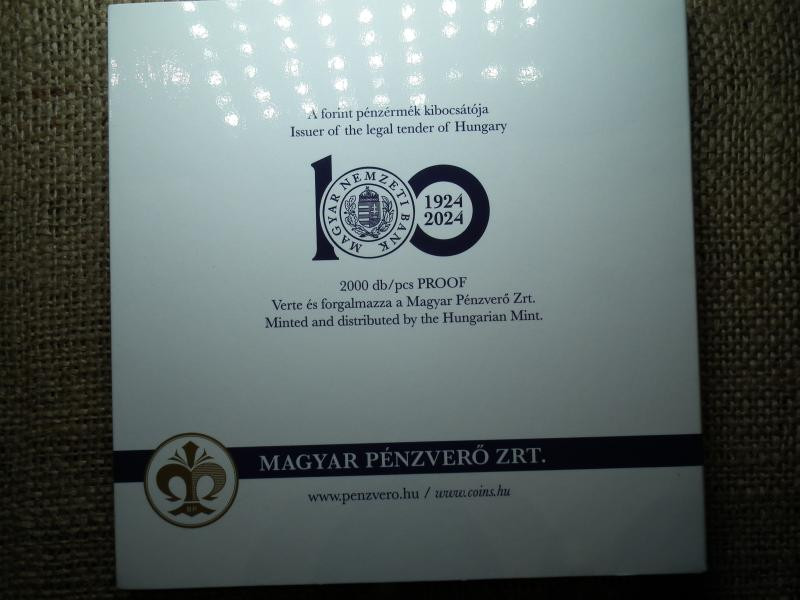 A forint pénzérmék kibocsátója
Issuer of the legal tender of Hungary
100
MAGYAR NEMZETI BANK
1924
2024
2000 db/pcs PROOF
Verte és forgalmazza a Magyar Pénzverő Zrt.
Minted and distributed by the Hungarian Mint.
MAGYAR PÉNZVERŐ ZRT.
BP
www.penzvero.hu / www.coins.hu